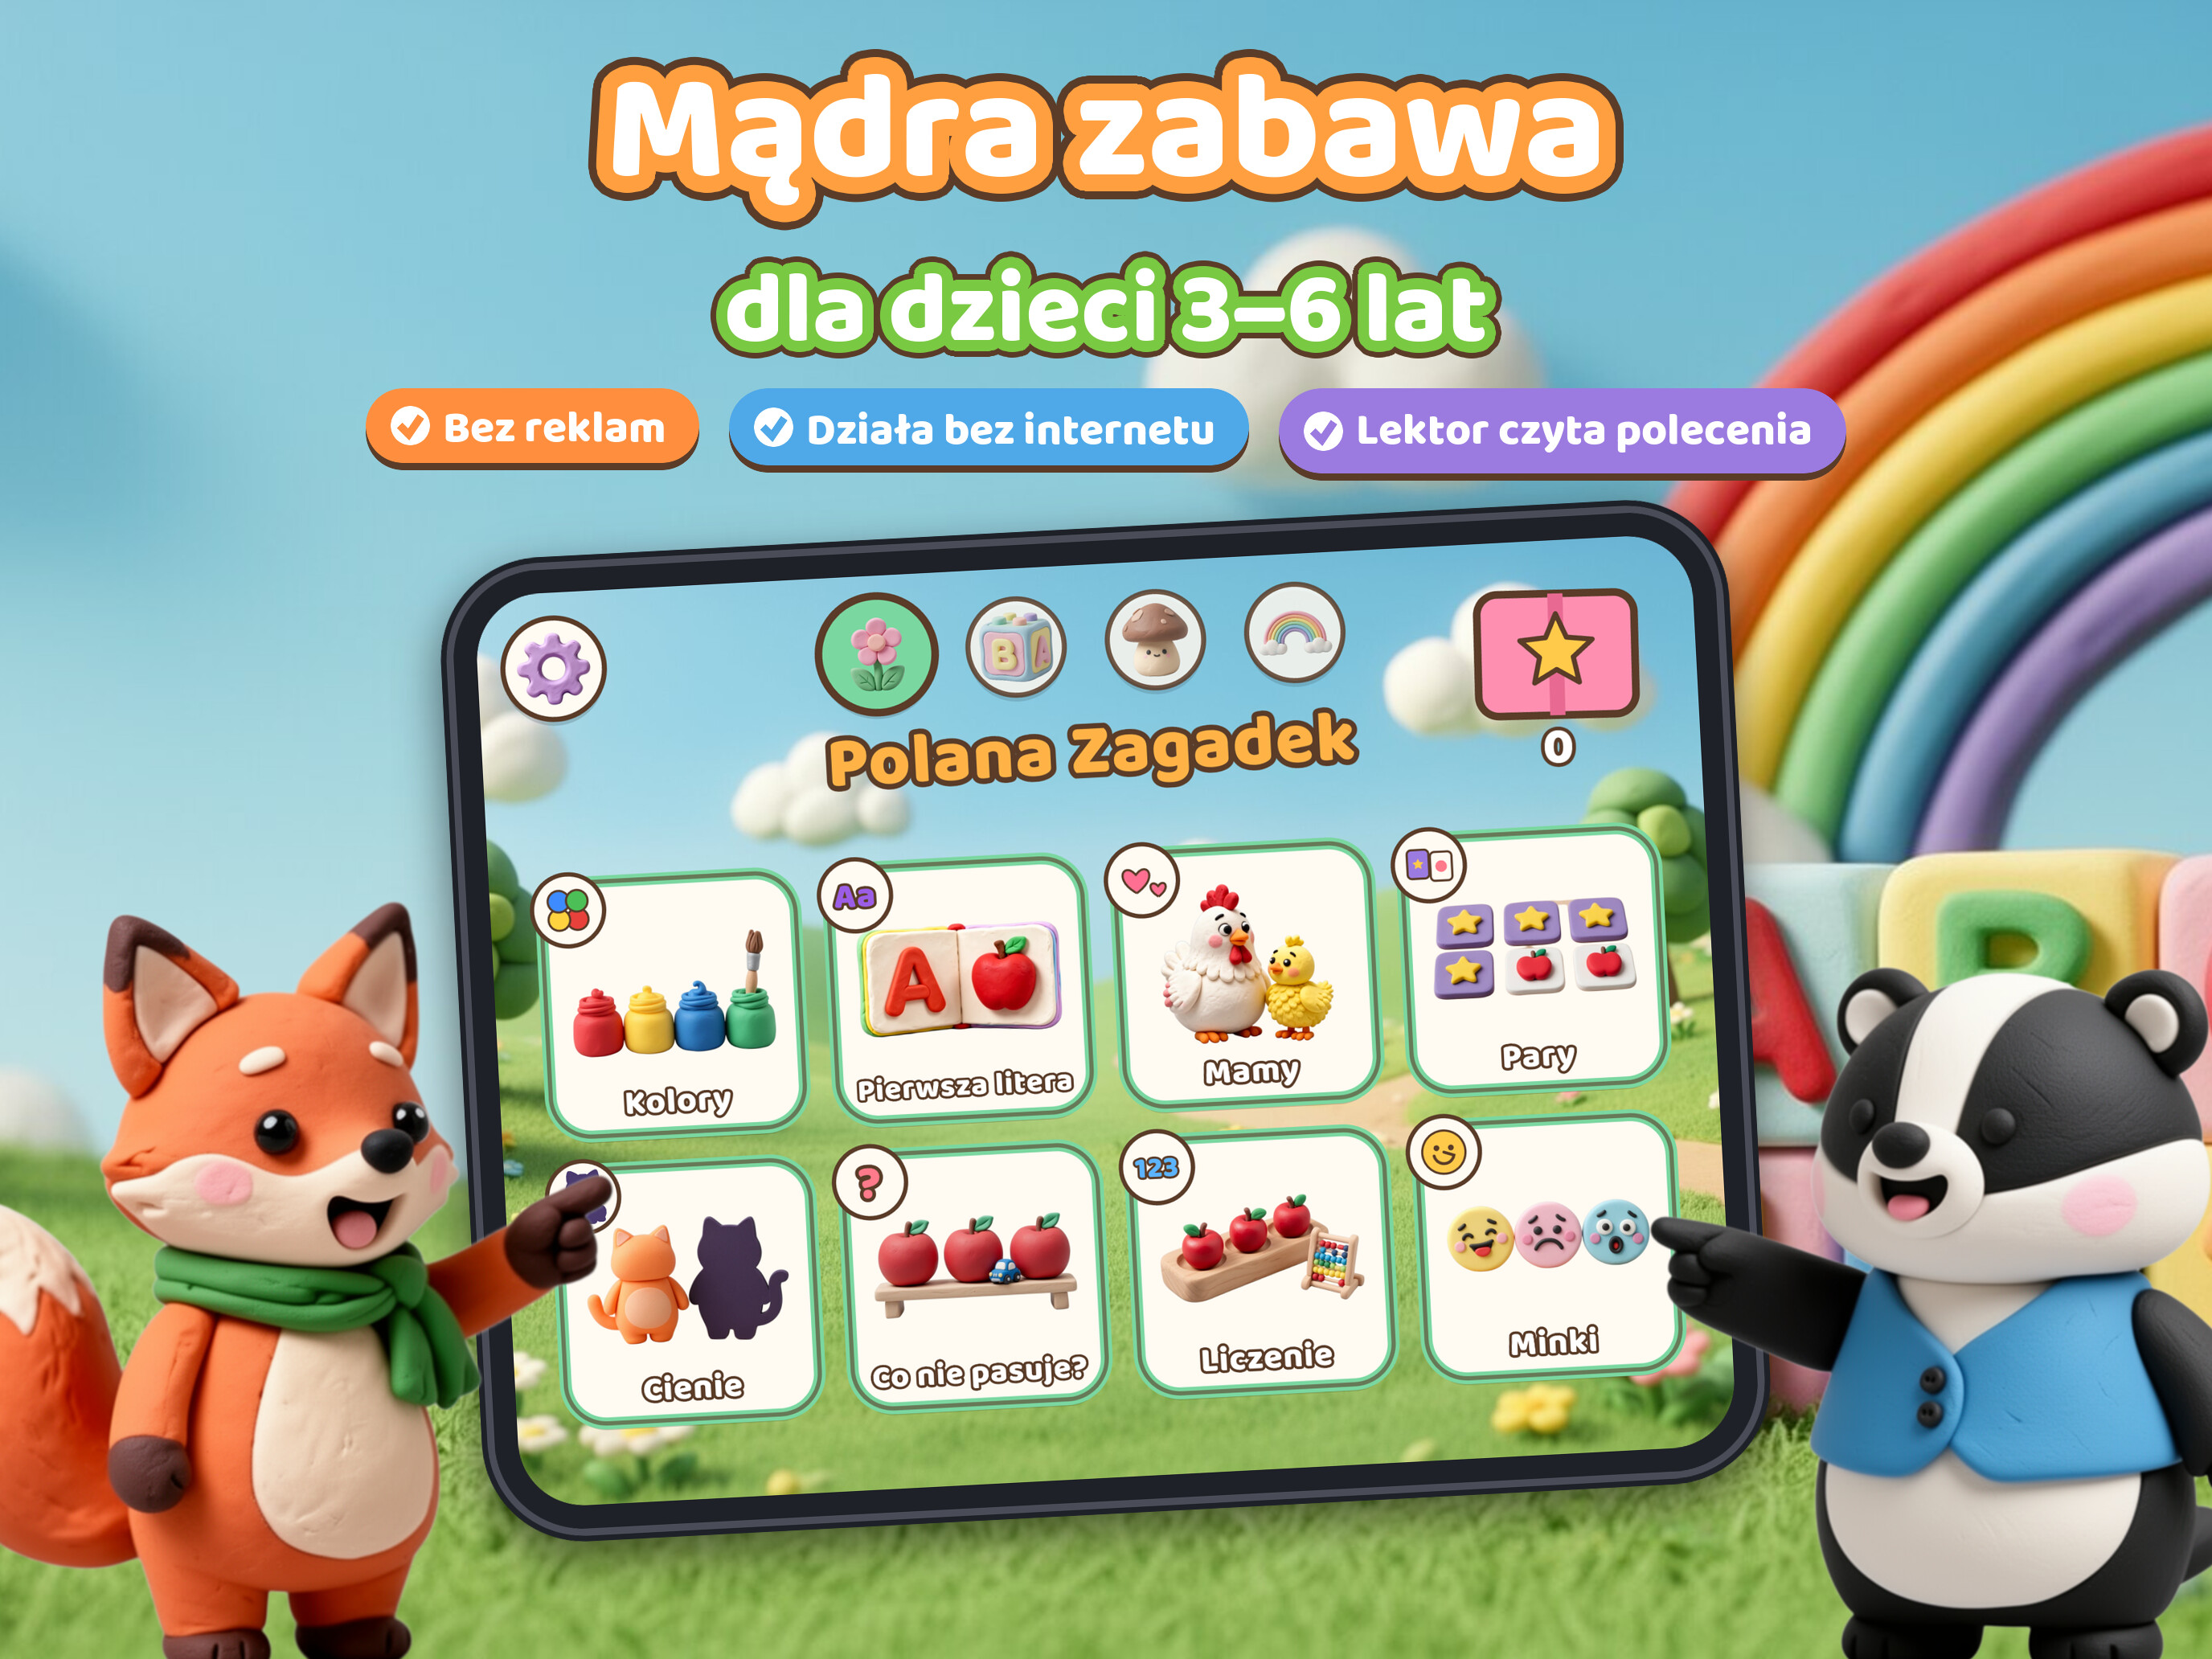 Mądra zabawa
dla dzieci 3–6 lat
Bez reklam
Działa bez internetu
Lektor czyta polecenia
B A
0
Polana Zagadek
Aa
A
Kolory
Pierwsza litera
Mamy
Pary
A B
?
123
Cienie
Co nie pasuje?
Liczenie
Minki